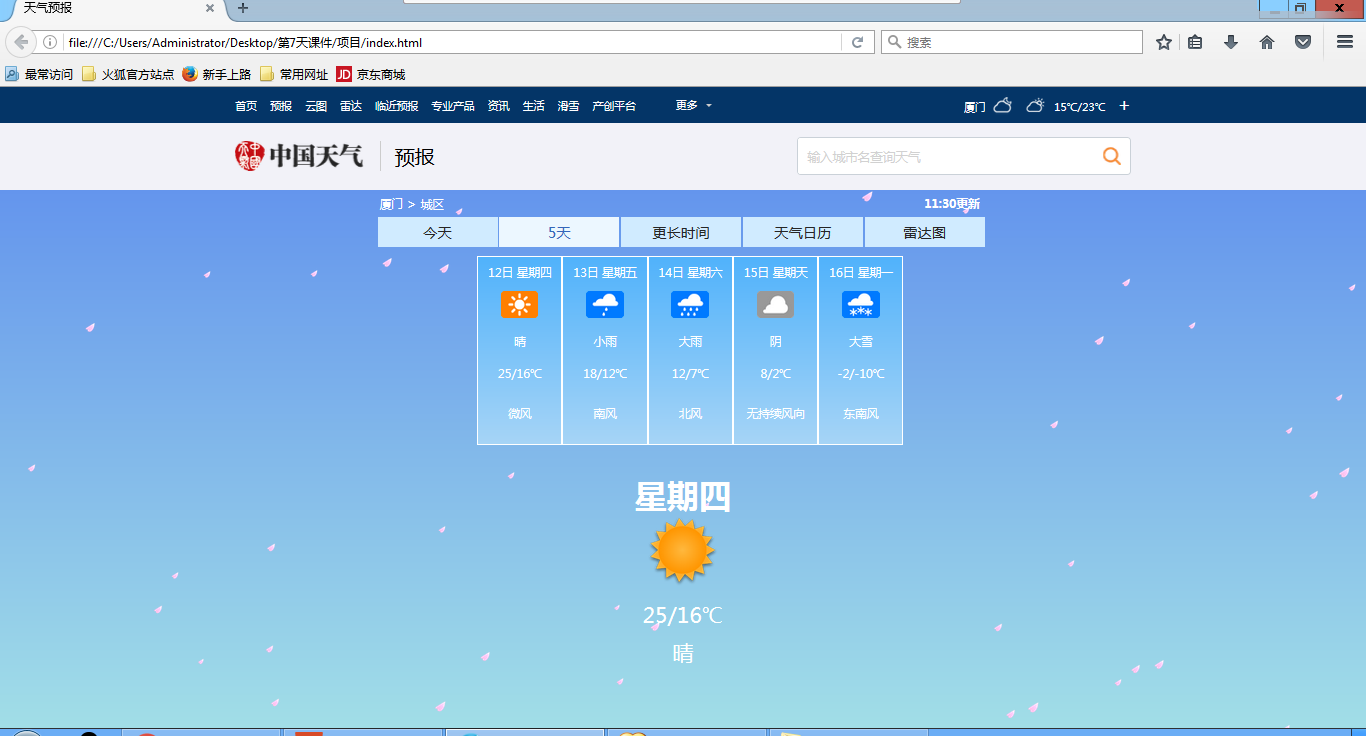 天气预报
file:///C:/Users/Administrator/Desktop/第7天课件/项目/index.html 搜索
最常访问 火狐官方站点 新手上路 常用网址 JD 京东商城
首页 预报 云图 雷达 临近预报 专业产品 资讯 生活 滑雪 产创平台 更多 厦门 15℃/23℃ +
中国天气 预报 输入城市名查询天气
厦门 > 城区 11:30更新
今天 5天 更长时间 天气日历 雷达图
12日 星期四 13日 星期五 14日 星期六 15日 星期天 16日 星期一
晴 小雨 大雨 阴 大雪
25/16℃ 18/12℃ 12/7℃ 8/2℃ -2/-10℃
微风 南风 北风 无持续风向 东南风
星期四
25/16℃
晴